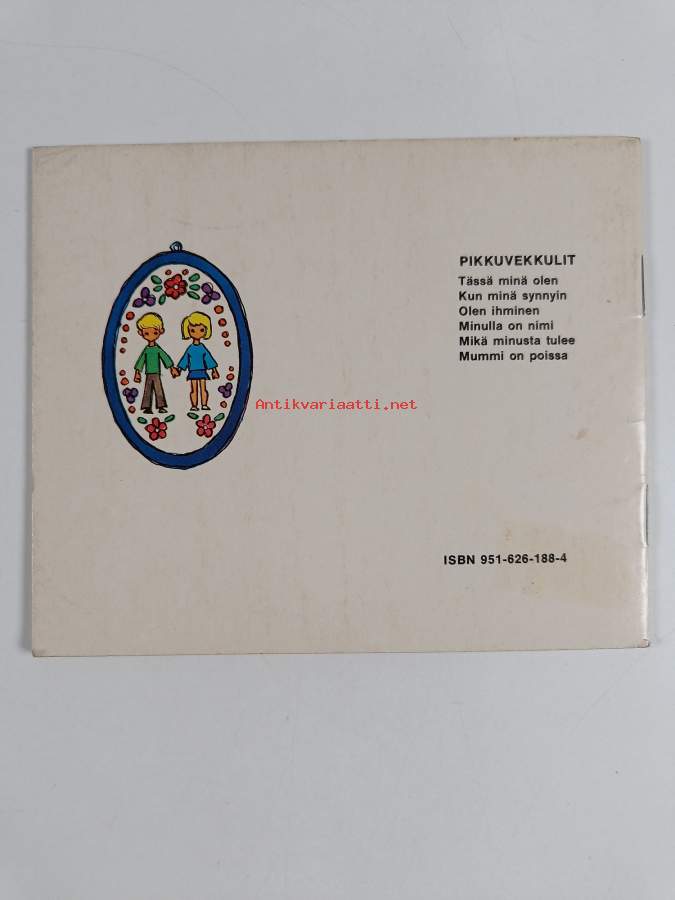 PIKKUVEKKULIT
Tässä minä olen
Kun minä synnyin
Olen ihminen
Minulla on nimi
Mikä minusta tulee
Mummi on poissa
Antikvariaatti.net
ISBN 951-626-188-4